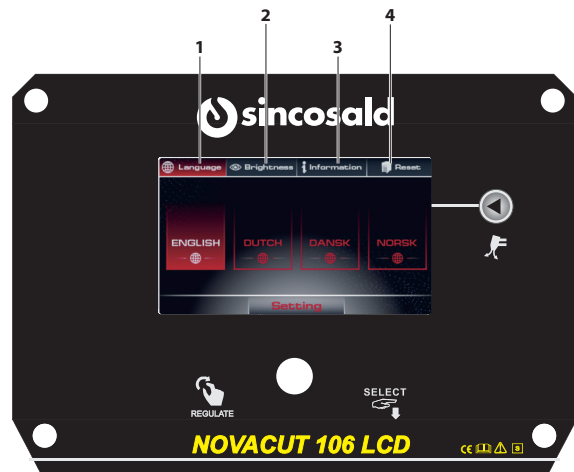 1 2 3 4
sincosald
Language Brightness Information Reset
ENGLISH DUTCH DANSK NORSK
Setting
REGULATE
SELECT
NOVACUT 106 LCD
CE S